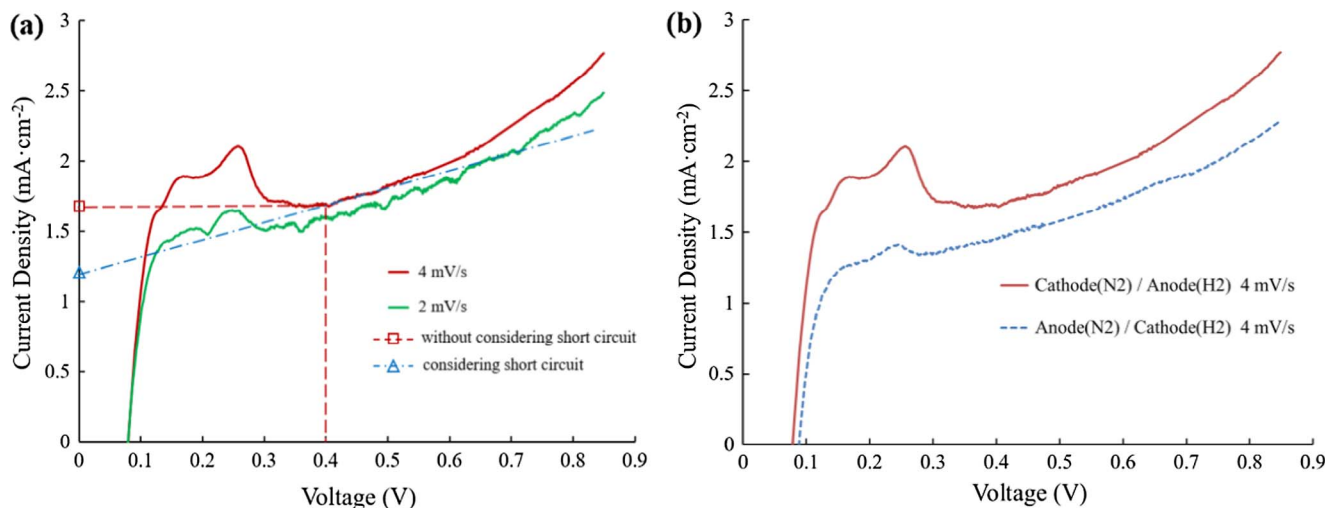 (a)
3
2.5
2
1.5
1
0.5
0
Current Density (mA·cm-2)
0 0.1 0.2 0.3 0.4 0.5 0.6 0.7 0.8 0.9
Voltage (V)
4 mV/s
2 mV/s
without considering short circuit
considering short circuit
(b)
3
2.5
2
1.5
1
0.5
0
Current Density (mA·cm-2)
0 0.1 0.2 0.3 0.4 0.5 0.6 0.7 0.8 0.9
Voltage (V)
Cathode(N2) / Anode(H2) 4 mV/s
Anode(N2) / Cathode(H2) 4 mV/s